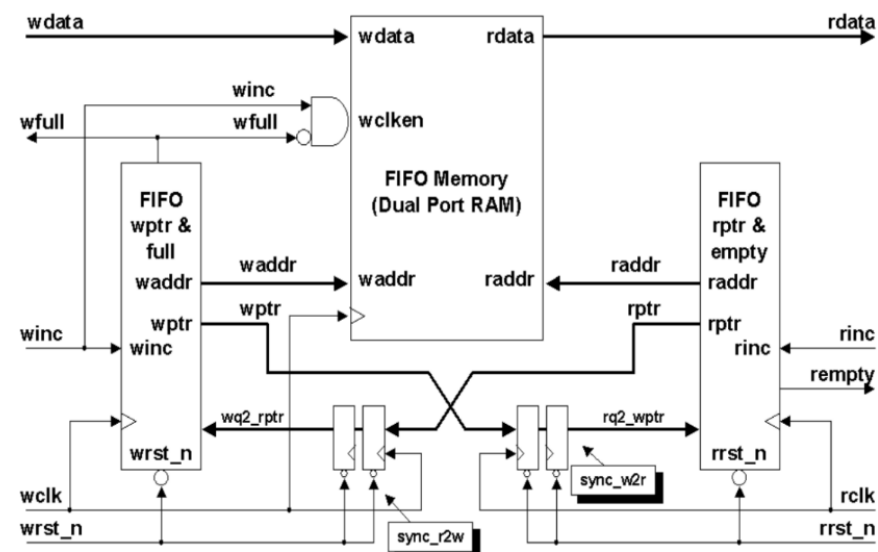 wdata
rdata
wdata
rdata
winc
wfull
wfull
wclken
FIFO Memory
(Dual Port RAM)
FIFO
wptr &
full
FIFO
rptr &
empty
waddr
waddr
waddr
raddr
raddr
raddr
wptr
wptr
rptr
rptr
winc
winc
rinc
rinc
rempty
wq2_rptr
rq2_wptr
wrst_n
rrst_n
sync_w2r
wclk
rclk
wrst_n
sync_r2w
rrst_n